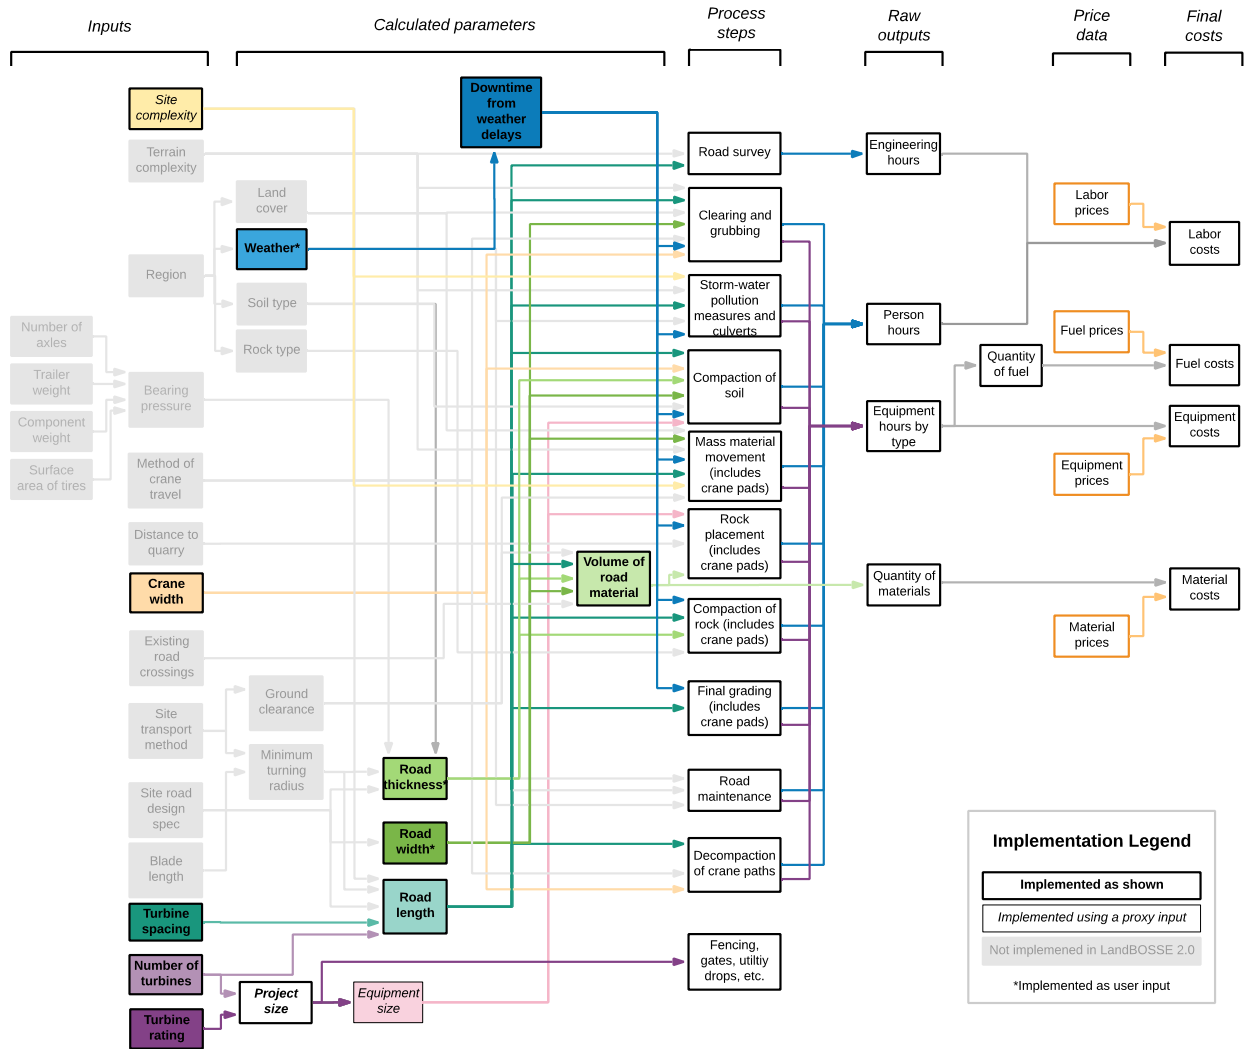 Inputs
Calculated parameters
Process
steps
Raw
outputs
Price
data
Final
costs
Site
complexity
Terrain
complexity
Region
Number of
axles
Trailer
weight
Component
weight
Surface
area of tires
Bearing
pressure
Method of
crane
travel
Distance to
quarry
Crane
width
Existing
road
crossings
Site
transport
method
Site road
design
spec
Blade
length
Turbine
spacing
Number of
turbines
Turbine
rating
Land
cover
Weather*
Soil type
Rock type
Ground
clearance
Minimum
turning
radius
Project
size
Equipment
size
Road
thickness*
Road
width*
Road
length
Downtime
from
weather
delays
Volume of
road
material
Road survey
Clearing and
grubbing
Storm-water
pollution
measures and
culverts
Compaction of
soil
Mass material
movement
(includes
crane pads)
Rock
placement
(includes
crane pads)
Compaction of
rock (includes
crane pads)
Final grading
(includes
crane pads)
Road
maintenance
Decompaction
of crane paths
Fencing,
gates, utiltiy
drops, etc.
Engineering
hours
Person
hours
Equipment
hours by
type
Quantity
of fuel
Quantity of
materials
Labor
prices
Fuel prices
Equipment
prices
Material
prices
Labor
costs
Fuel costs
Equipment
costs
Material
costs
Implementation Legend
Implemented as shown
Implemented using a proxy input
Not implemened in LandBOSSE 2.0
*Implemented as user input